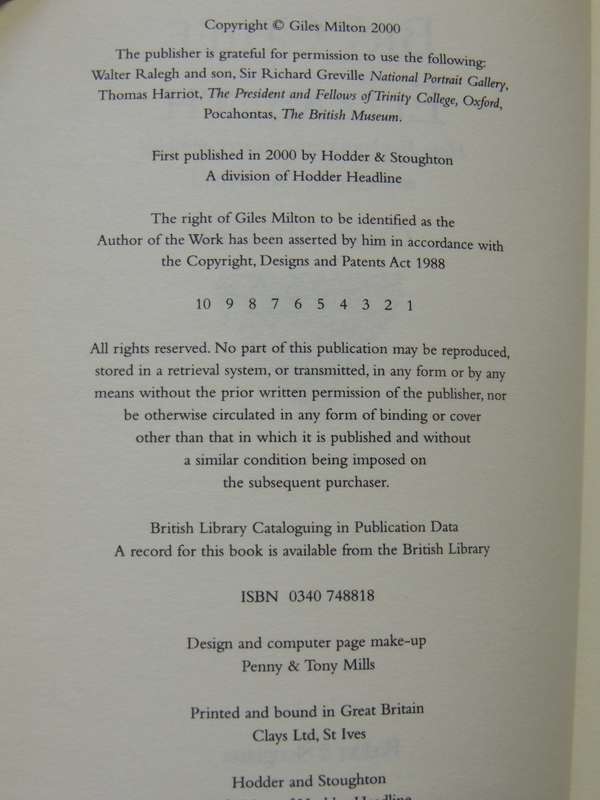 Copyright © Giles Milton 2000
The publisher is grateful for permission to use the following:
Walter Ralegh and son, Sir Richard Greville National Portrait Gallery,
Thomas Harriot, The President and Fellows of Trinity College, Oxford,
Pocahontas, The British Museum.
First published in 2000 by Hodder & Stoughton
A division of Hodder Headline
The right of Giles Milton to be identified as the
Author of the Work has been asserted by him in accordance with
the Copyright, Designs and Patents Act 1988
10 9 8 7 6 5 4 3 2 1
All rights reserved. No part of this publication may be reproduced,
stored in a retrieval system, or transmitted, in any form or by any
means without the prior written permission of the publisher, nor
be otherwise circulated in any form of binding or cover
other than that in which it is published and without
a similar condition being imposed on
the subsequent purchaser.
British Library Cataloguing in Publication Data
A record for this book is available from the British Library
ISBN 0340 748818
Design and computer page make-up
Penny & Tony Mills
Printed and bound in Great Britain
Clays Ltd, St Ives
Hodder and Stoughton